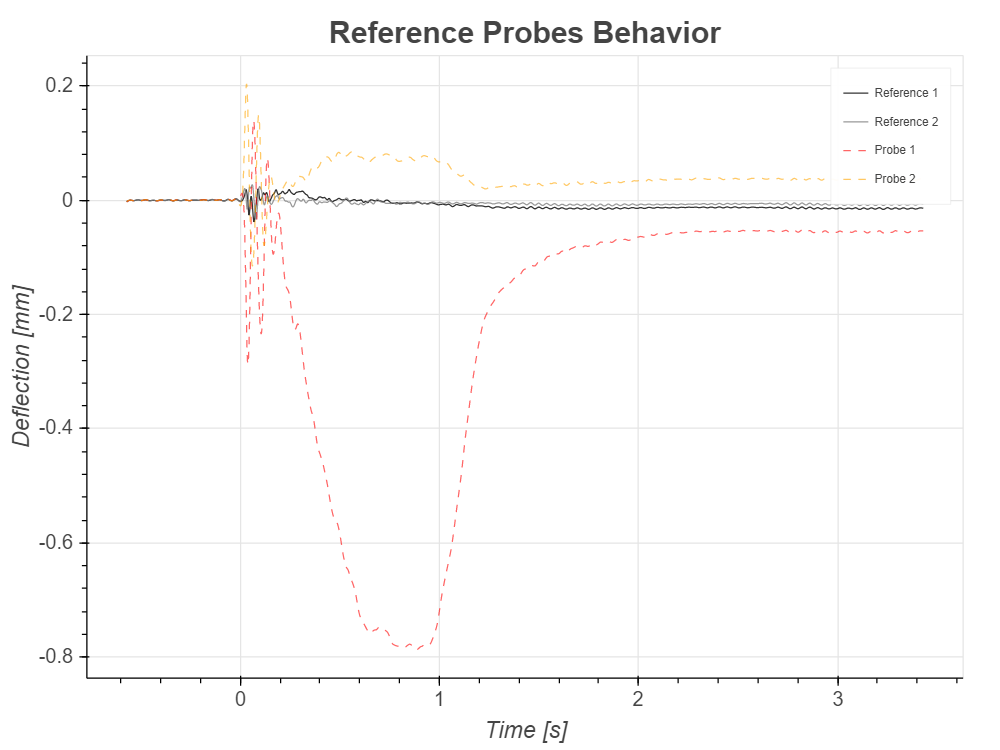 Reference Probes Behavior
Reference 1
Reference 2
Probe 1
Probe 2
Deflection [mm]
0.2
0
-0.2
-0.4
-0.6
-0.8
0
1
2
3
Time [s]